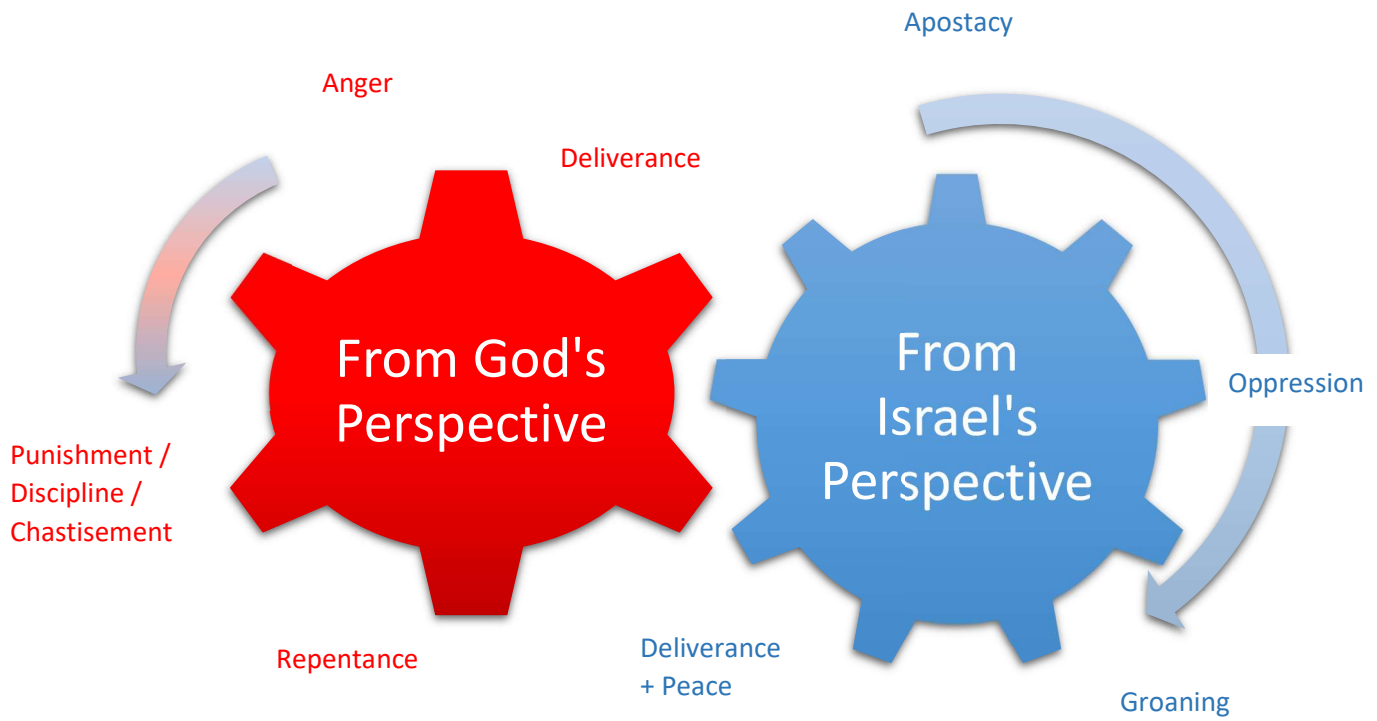 Apostacy
Anger
Deliverance
From God's
Perspective
From
Israel's
Perspective
Oppression
Punishment /
Discipline /
Chastisement
Repentance
Deliverance
+ Peace
Groaning